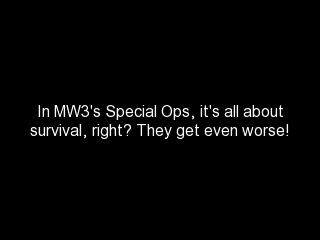 In MW3's Special Ops, it's all about
survival, right? They get even worse!